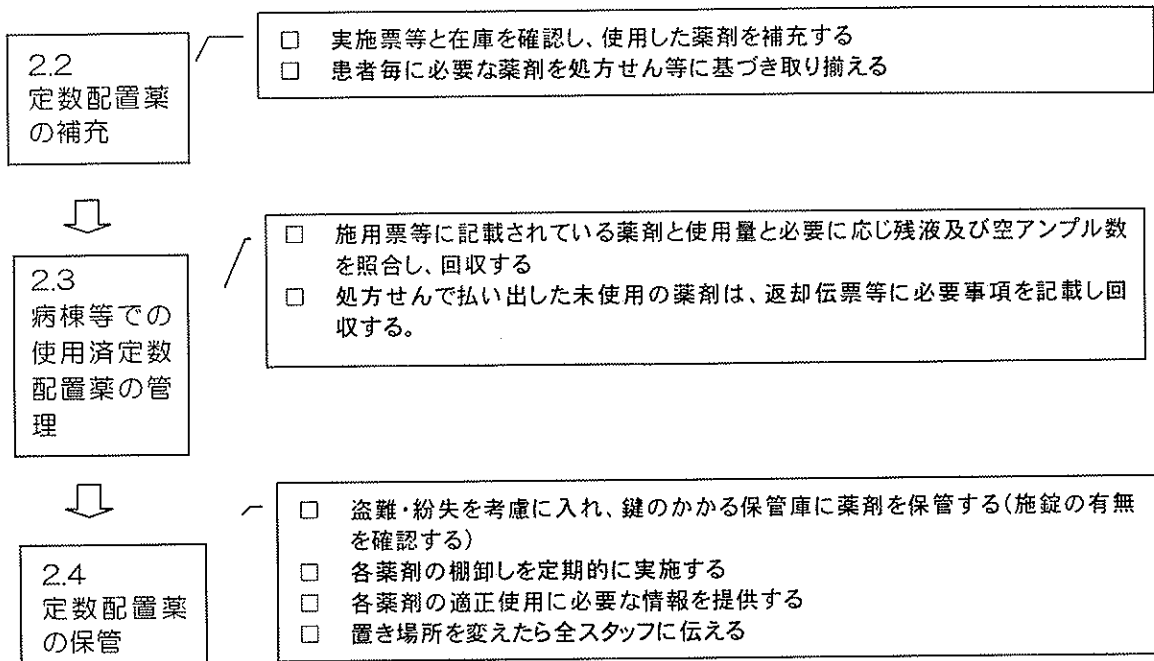 2.2
定数配置薬
の補充
□ 実施票等と在庫を確認し、使用した薬剤を補充する
□ 患者毎に必要な薬剤を処方せん等に基づき取り揃える
2.3
病棟等での
使用済定数
配置薬の管
理
□ 施用票等に記載されている薬剤と使用量と必要に応じ残液及び空アンプル数
を照合し、回収する
□ 処方せんで払い出した未使用の薬剤は、返却伝票等に必要事項を記載し回
収する。
2.4
定数配置薬
の保管
□ 盗難・紛失を考慮に入れ、鍵のかかる保管庫に薬剤を保管する(施錠の有無
を確認する)
□ 各薬剤の棚卸しを定期的に実施する
□ 各薬剤の適正使用に必要な情報を提供する
□ 置き場所を変えたら全スタッフに伝える